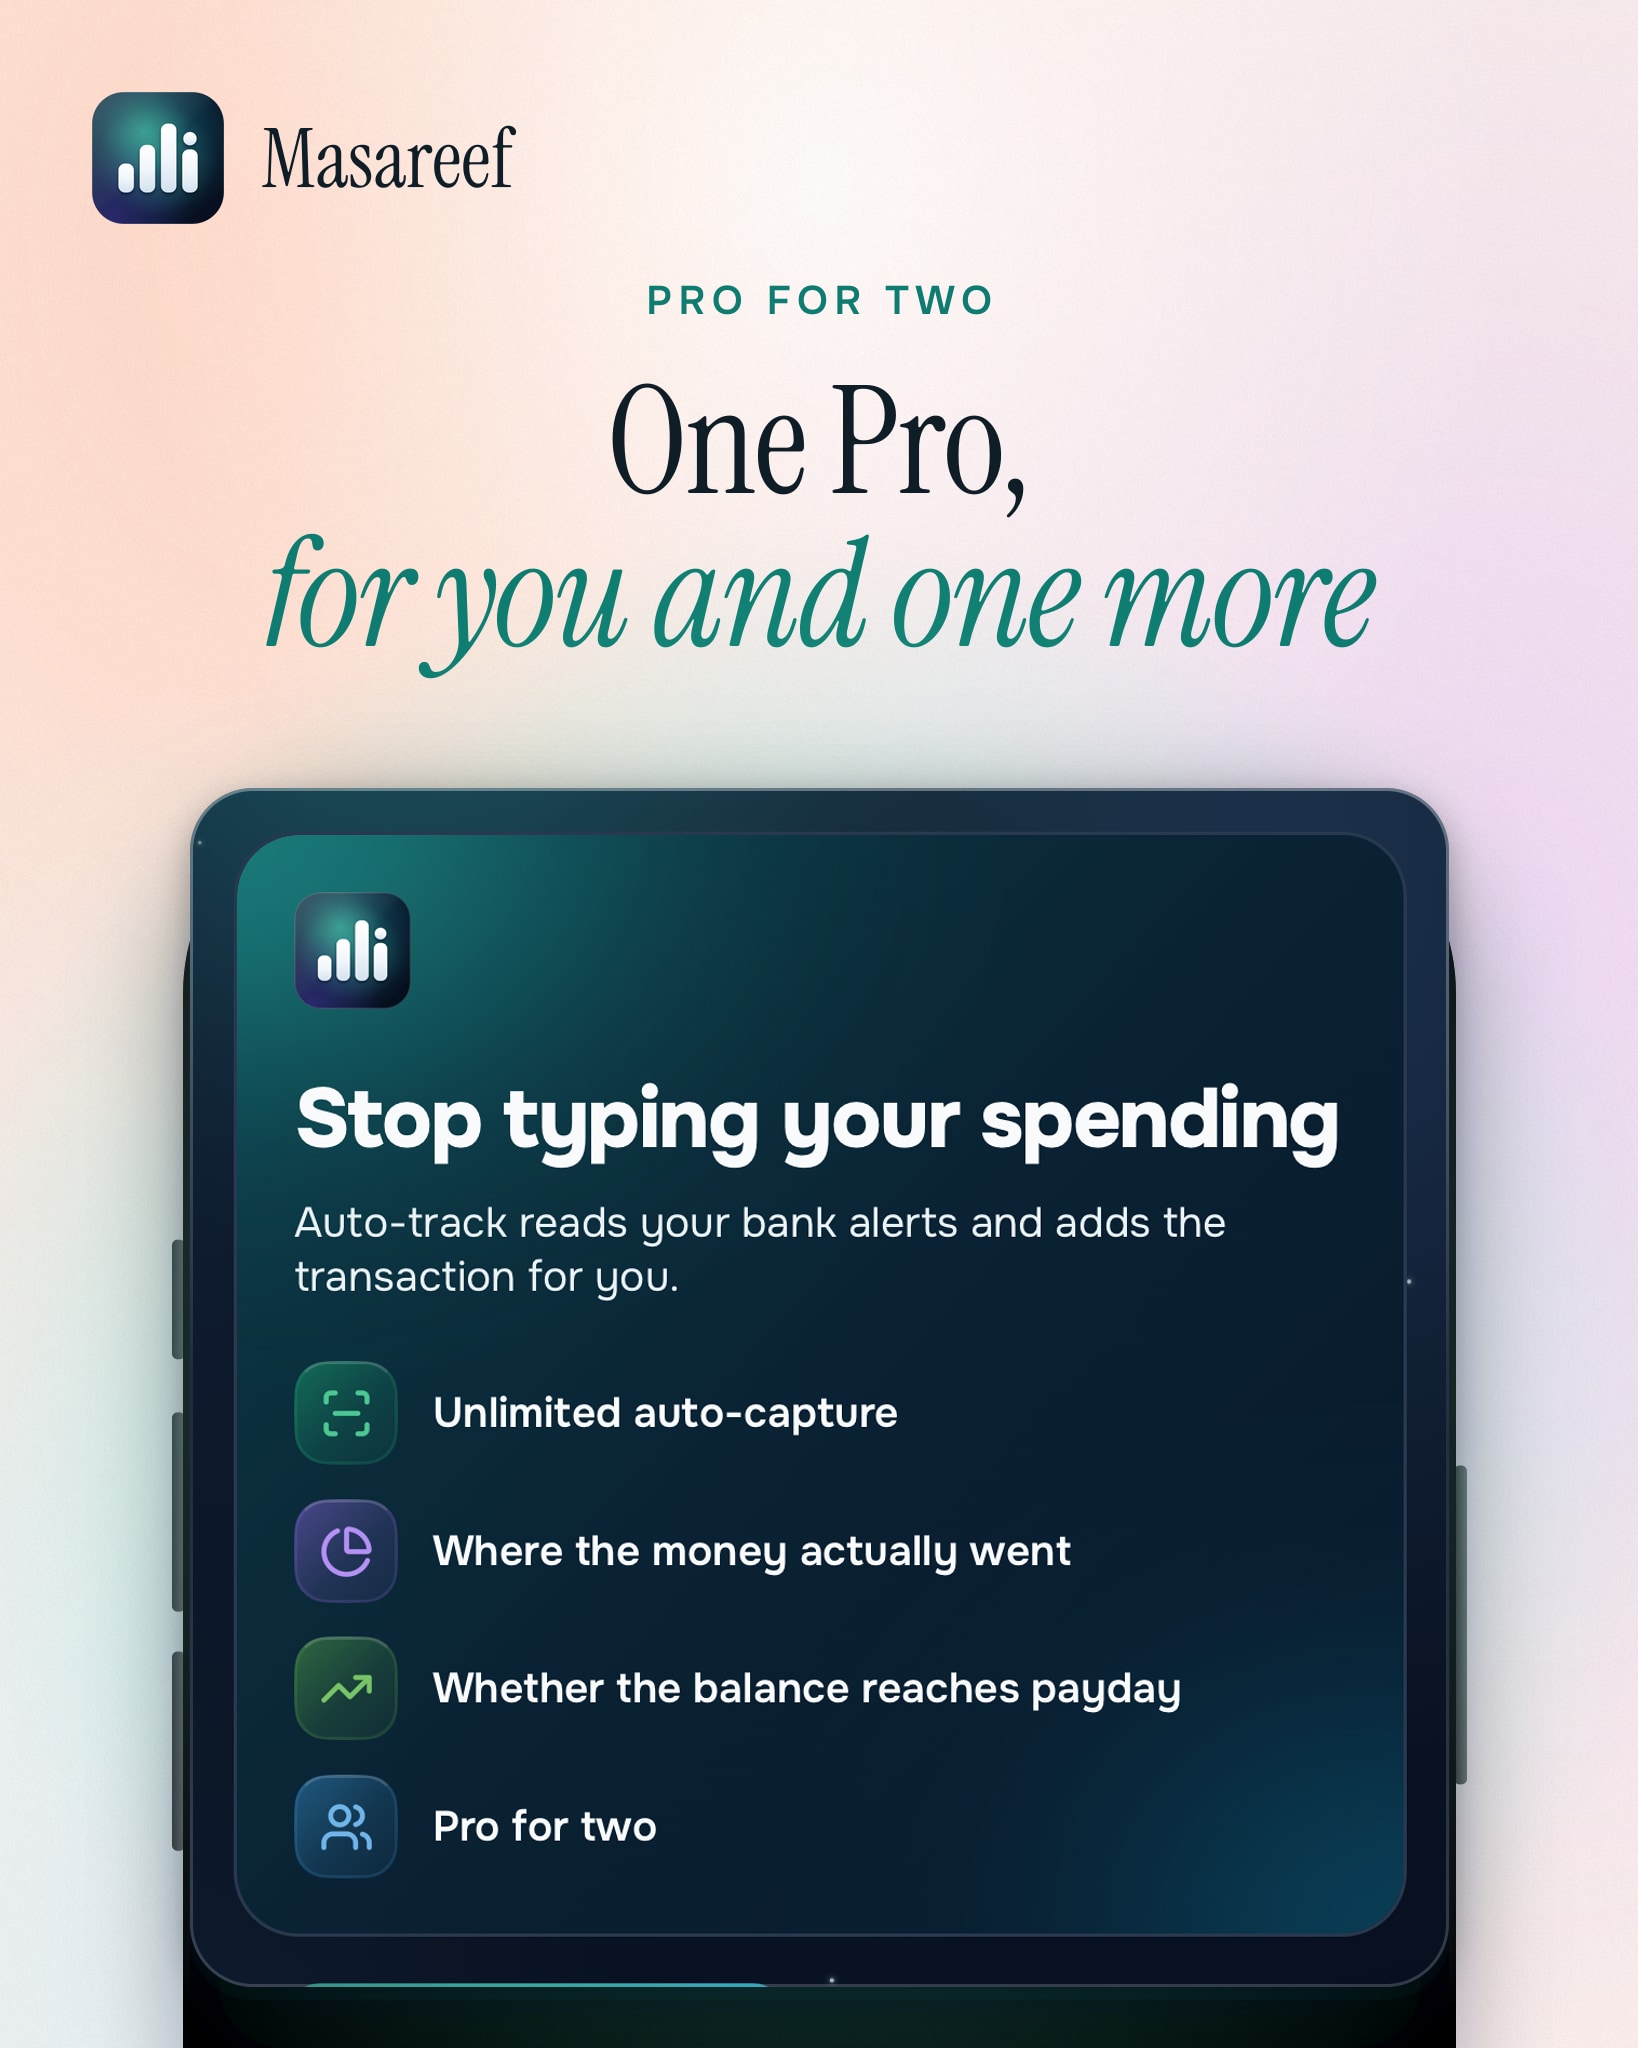 Masareef
PRO FOR TWO
One Pro,
for you and one more
Stop typing your spending
Auto-track reads your bank alerts and adds the
transaction for you.
Unlimited auto-capture
Where the money actually went
Whether the balance reaches payday
Pro for two